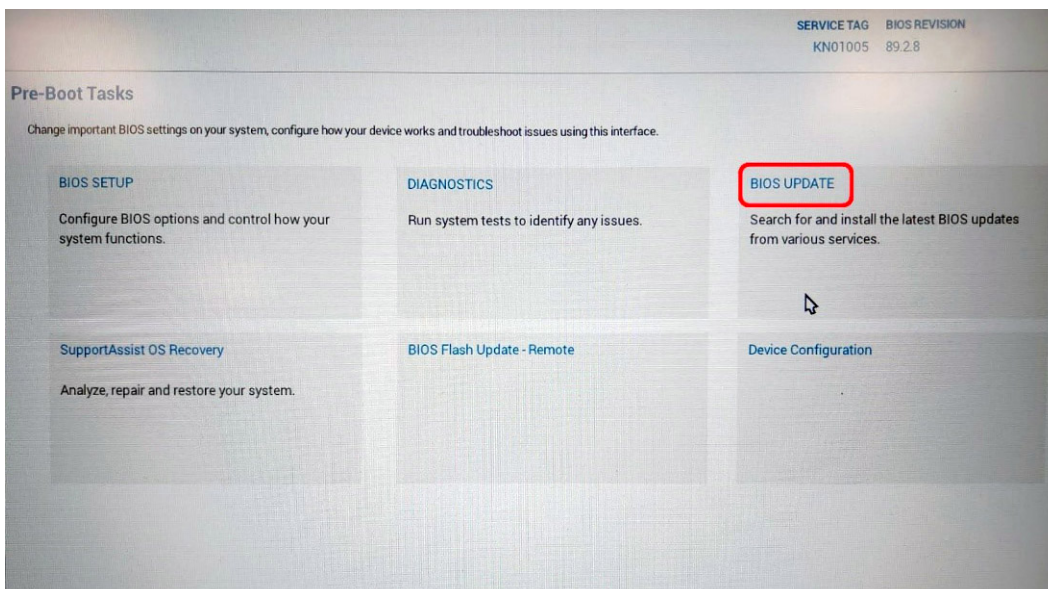 SERVICE TAG BIOS REVISION
KN01005 89.2.8
Pre-Boot Tasks
Change important BIOS settings on your system, configure how your device works and troubleshoot issues using this interface.
BIOS SETUP
Configure BIOS options and control how your
system functions.
DIAGNOSTICS
Run system tests to identify any issues.
BIOS UPDATE
Search for and install the latest BIOS updates
from various services.
SupportAssist OS Recovery
Analyze, repair and restore your system.
BIOS Flash Update - Remote
Device Configuration